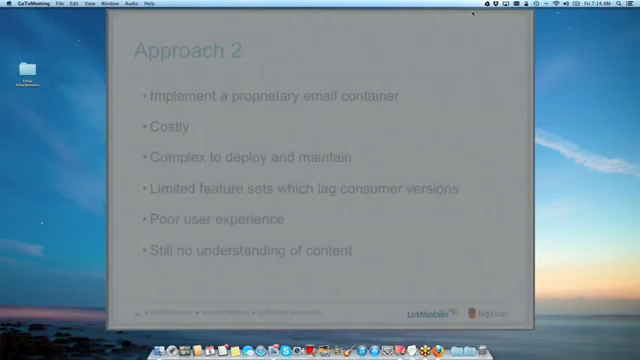 GoToMeeting File Edit View Window Audio Help
Fri 7:14 AM
Approach 2
• Implement a proprietary email container
• Costly
• Complex to deploy and maintain
• Limited feature sets which lag consumer versions
• Poor user experience
• Still no understanding of content
Email
LetMobile